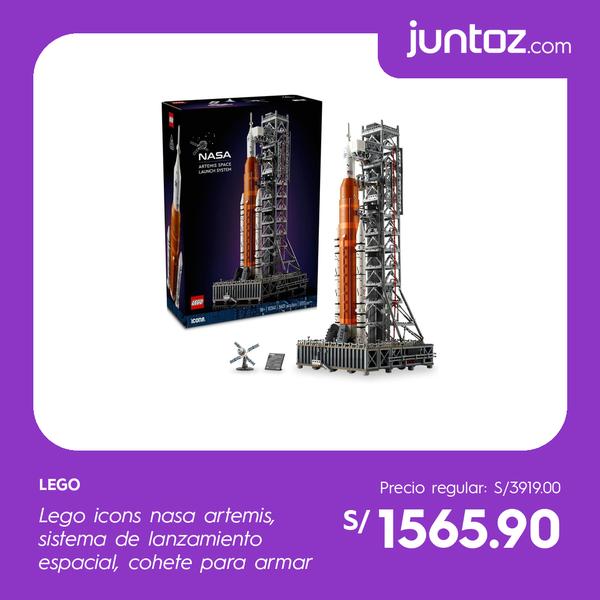 juntoz.com
NASA
ARTEMIS SPACE
LAUNCH SYSTEM
LEGO
ICONS
LEGO
Precio regular: S/3919.00
Lego icons nasa artemis,
sistema de lanzamiento
espacial, cohete para armar
S/ 1565.90